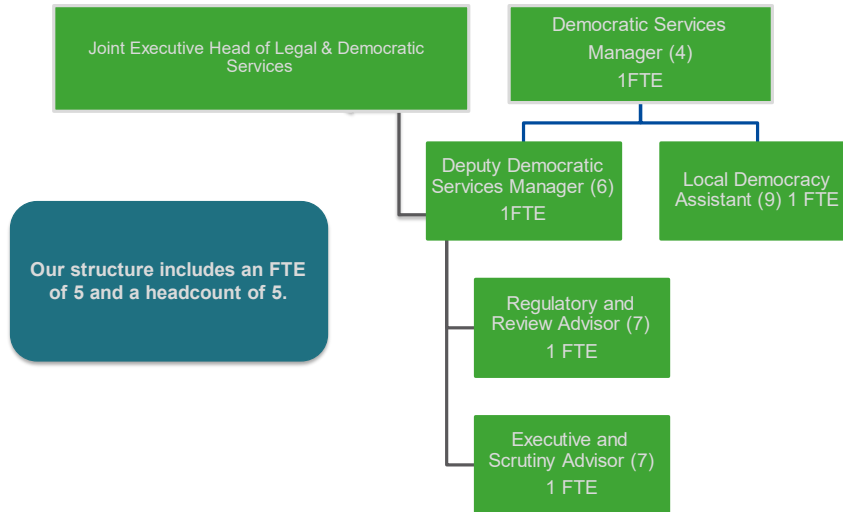 Joint Executive Head of Legal & Democratic
Services
Democratic Services
Manager (4)
1FTE
Deputy Democratic
Services Manager (6)
1FTE
Local Democracy
Assistant (9) 1 FTE
Our structure includes an FTE
of 5 and a headcount of 5.
Regulatory and
Review Advisor (7)
1 FTE
Executive and
Scrutiny Advisor (7)
1 FTE